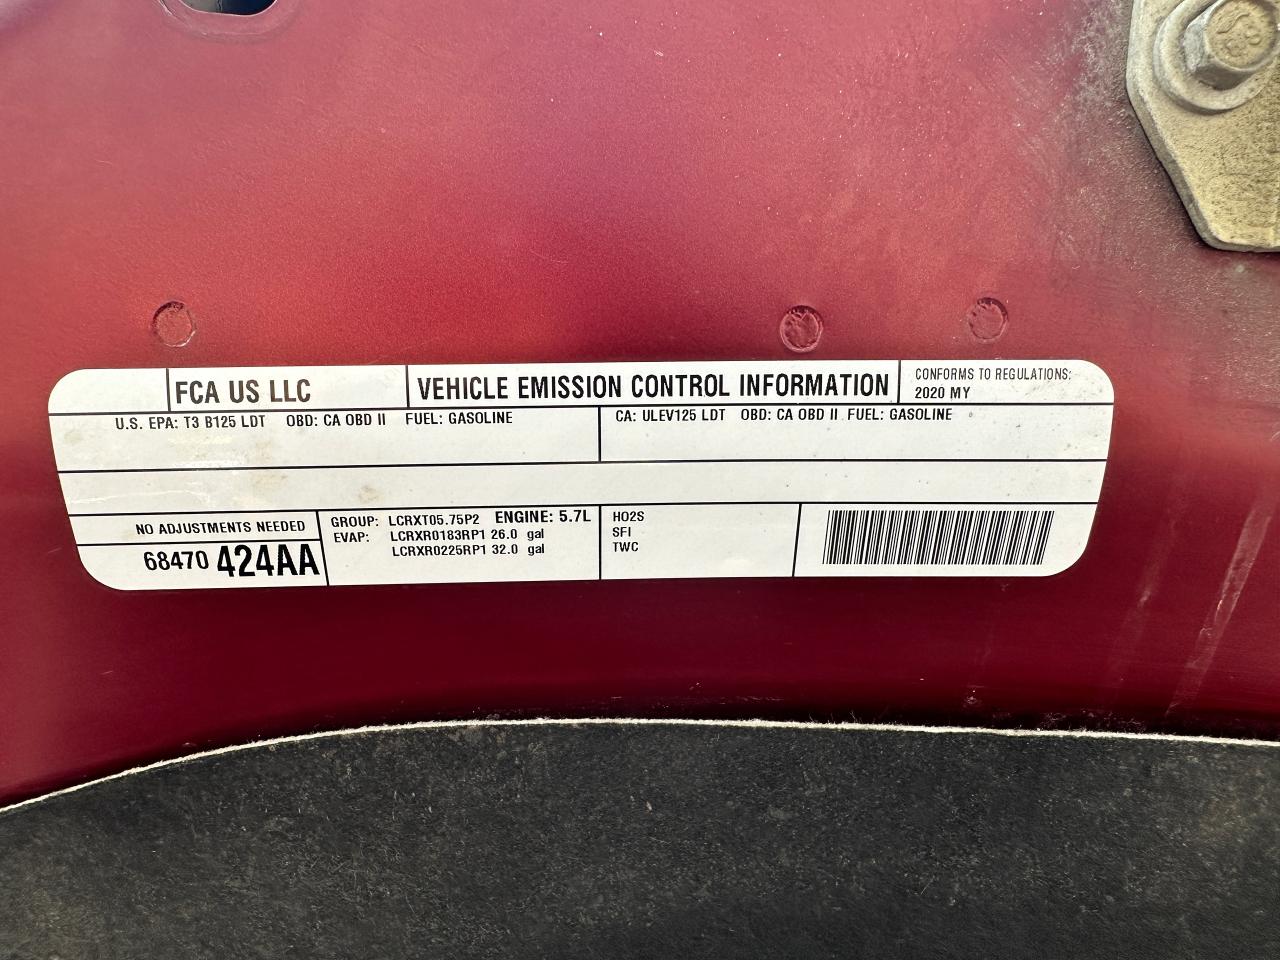 FCA US LLC
VEHICLE EMISSION CONTROL INFORMATION
CONFORMS TO REGULATIONS:
2020 MY
U.S. EPA: T3 B125 LDT OBD: CA OBD II FUEL: GASOLINE
CA: ULEV125 LDT OBD: CA OBD II FUEL: GASOLINE
NO ADJUSTMENTS NEEDED
68470 424AA
GROUP: LCRXT05.75P2 ENGINE: 5.7L
EVAP: LCRXR0183RP1 26.0 gal
LCRXR0225RP1 32.0 gal
HO2S
SFI
TWC